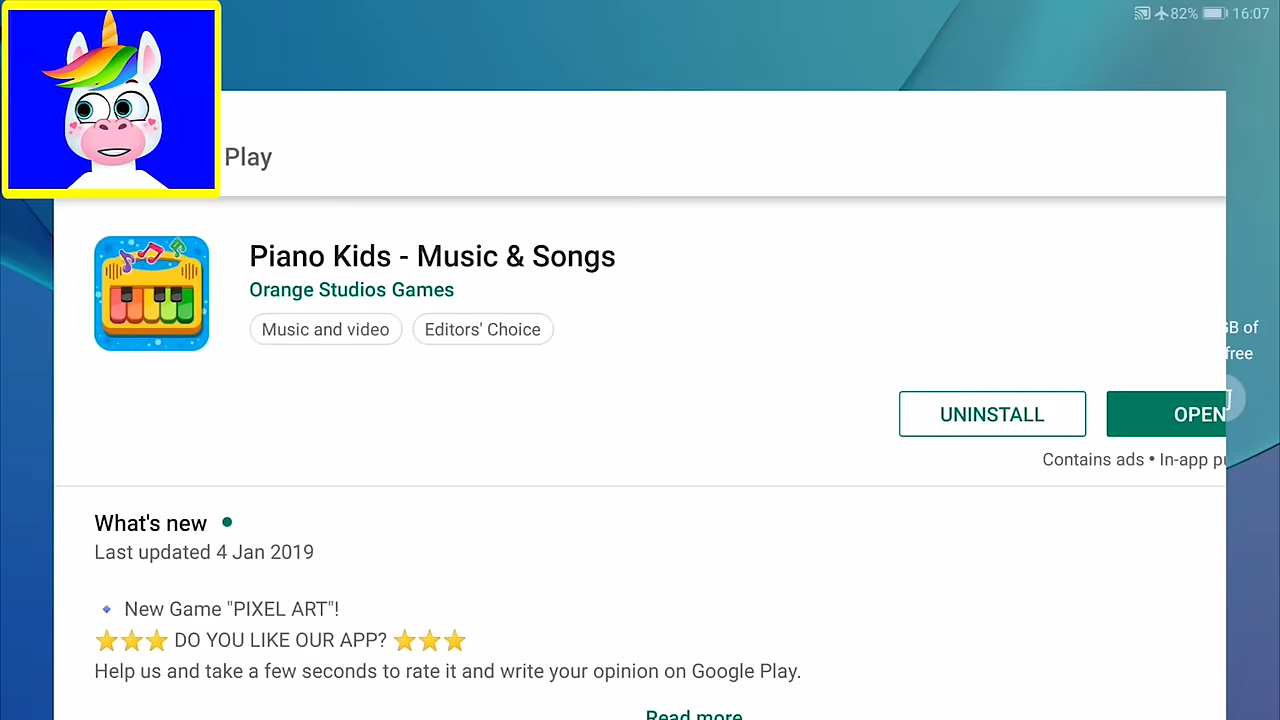 82% 16:07
Play
Piano Kids - Music & Songs
Orange Studios Games
Music and video
Editors' Choice
GB of
free
UNINSTALL
OPEN
Contains ads • In-app pu
What's new
Last updated 4 Jan 2019
New Game "PIXEL ART"!
DO YOU LIKE OUR APP?
Help us and take a few seconds to rate it and write your opinion on Google Play.
Read more